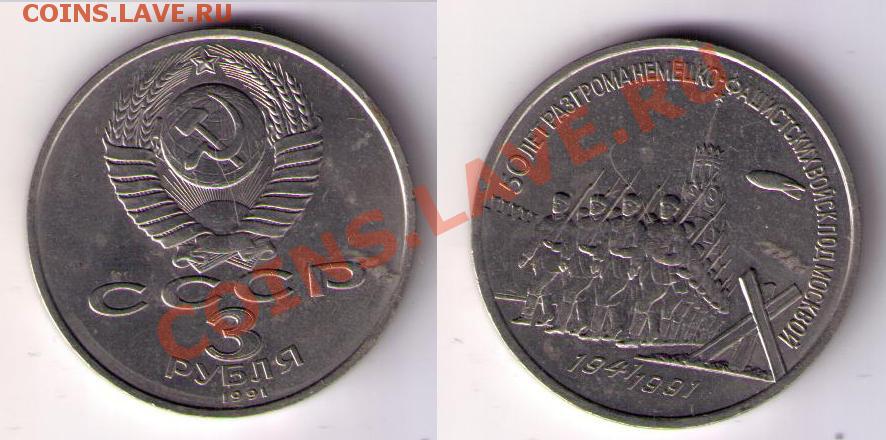 COINS.LAVE.RU
СССР
3
РУБЛЯ
1991
50 ЛЕТ РАЗГРОМА НЕМЕЦКО-ФАШИСТСКИХ ВОЙСК ПОД МОСКВОЙ
1941/1991
COINS.LAVE.RU